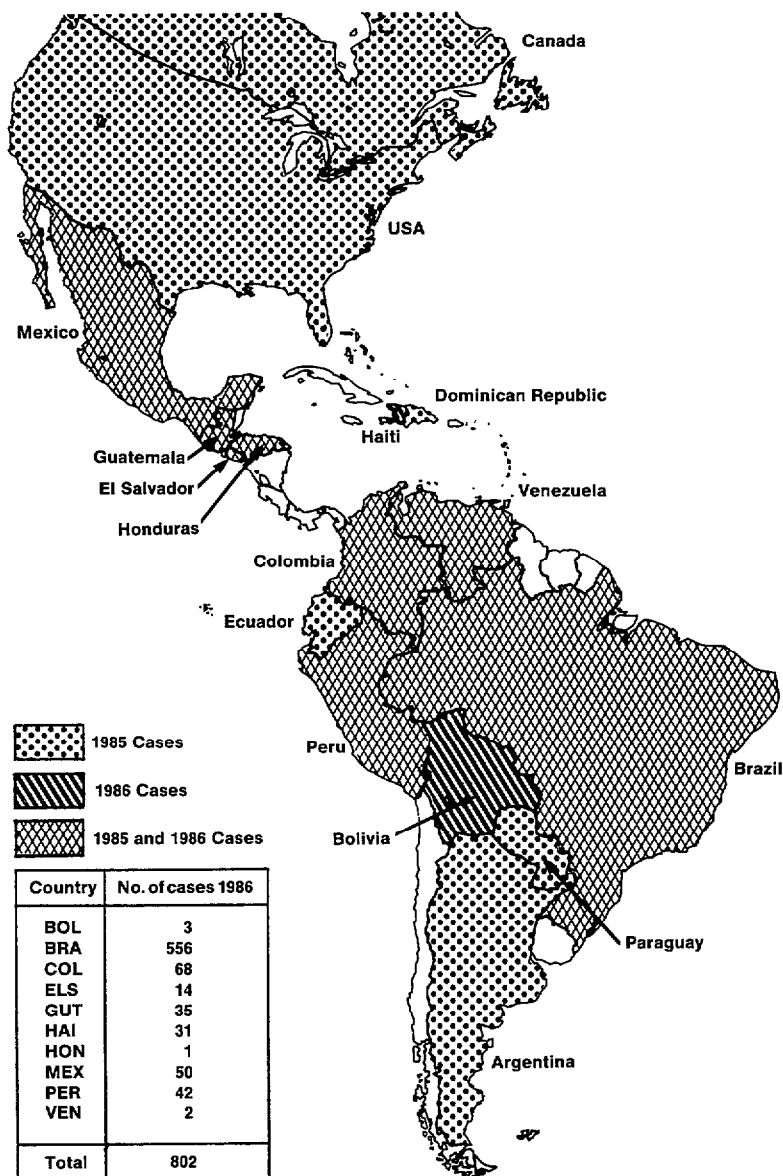 Canada
USA
Mexico
Dominican Republic
Haiti
Guatemala
El Salvador
Venezuela
Honduras
Colombia
Ecuador
Peru
Brazil
Bolivia
Paraguay
Argentina
1985 Cases
1986 Cases
1985 and 1986 Cases
Country No. of cases 1986
BOL 3
BRA 556
COL 68
ELS 14
GUT 35
HAI 31
HON 1
MEX 50
PER 42
VEN 2
Total 802